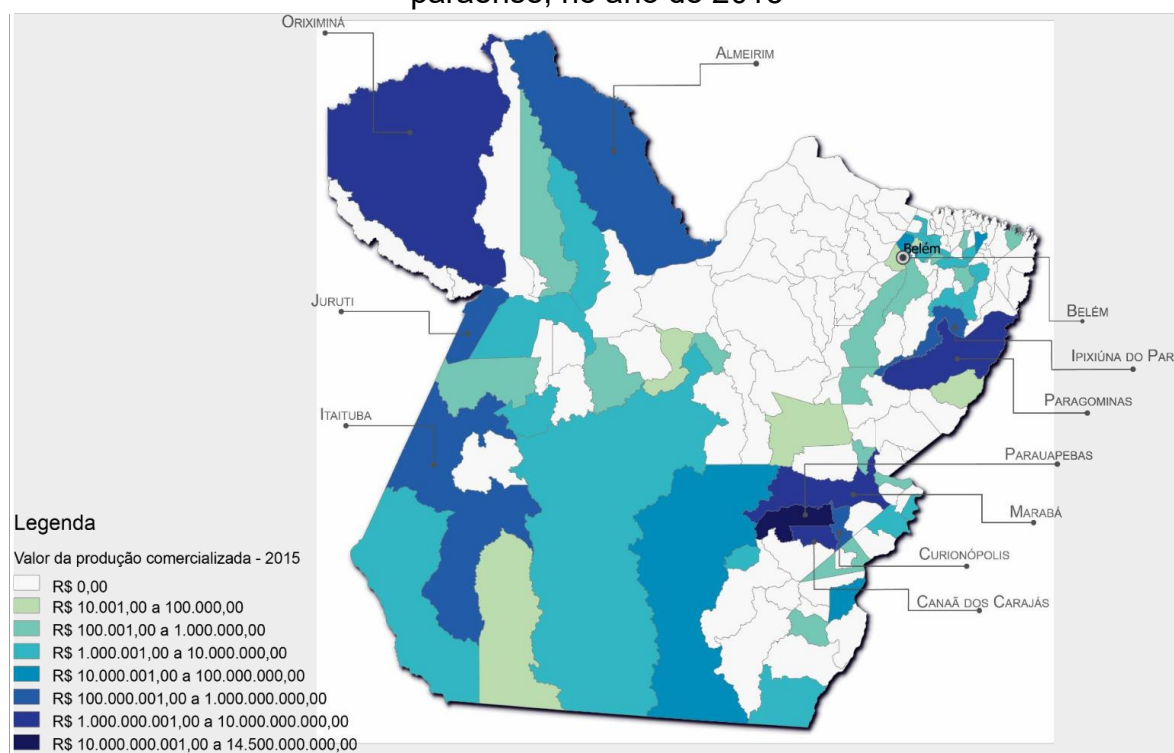 paraense, no ano de 2015
ORIXIMINÁ
ALMEIRIM
JURUTI
BELÉM
Belém
IPIXIÚNA DO PAR
ITAITUBA
PARAGOMINAS
PARAUAPEBAS
MARABÁ
CURIONÓPOLIS
CANAÃ DOS CARAJÁS
Legenda
Valor da produção comercializada - 2015
R$ 0,00
R$ 10.001,00 a 100.000,00
R$ 100.001,00 a 1.000.000,00
R$ 1.000.001,00 a 10.000.000,00
R$ 10.000.001,00 a 100.000.000,00
R$ 100.000.001,00 a 1.000.000.000,00
R$ 1.000.000.001,00 a 10.000.000.000,00
R$ 10.000.000.001,00 a 14.500.000.000,00